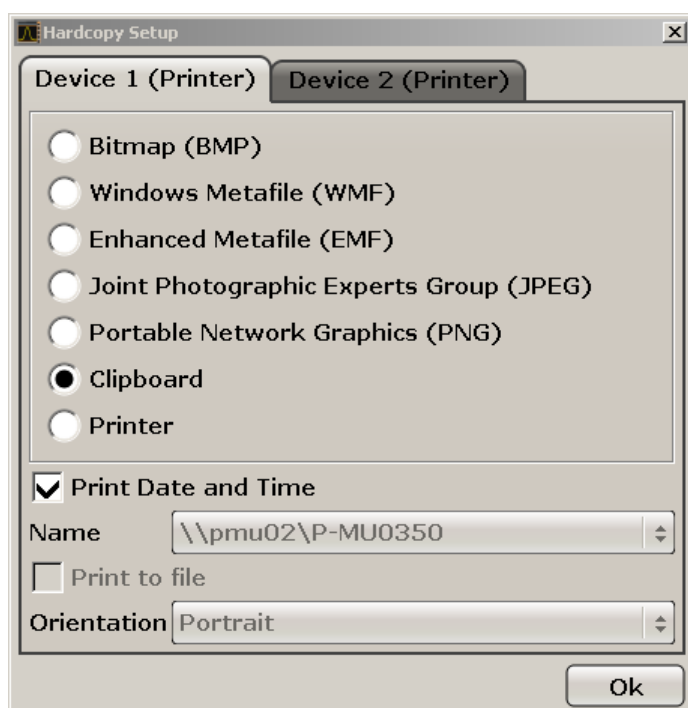 Hardcopy Setup
Device 1 (Printer) Device 2 (Printer)
Bitmap (BMP)
Windows Metafile (WMF)
Enhanced Metafile (EMF)
Joint Photographic Experts Group (JPEG)
Portable Network Graphics (PNG)
Clipboard
Printer
Print Date and Time
Name \\pmu02\P-MU0350
Print to file
Orientation Portrait
Ok